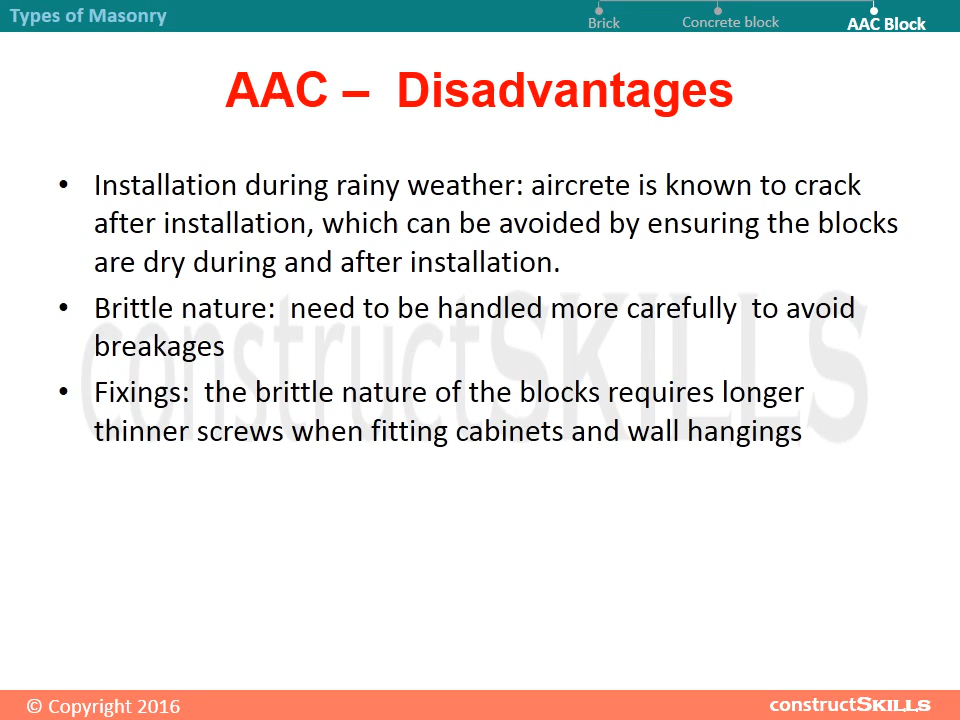 Types of Masonry
Brick
Concrete block
AAC Block
AAC – Disadvantages
• Installation during rainy weather: aircrete is known to crack
after installation, which can be avoided by ensuring the blocks
are dry during and after installation.
• Brittle nature: need to be handled more carefully to avoid
breakages
• Fixings: the brittle nature of the blocks requires longer
thinner screws when fitting cabinets and wall hangings
constructSKILLS
© Copyright 2016
constructSKILLS